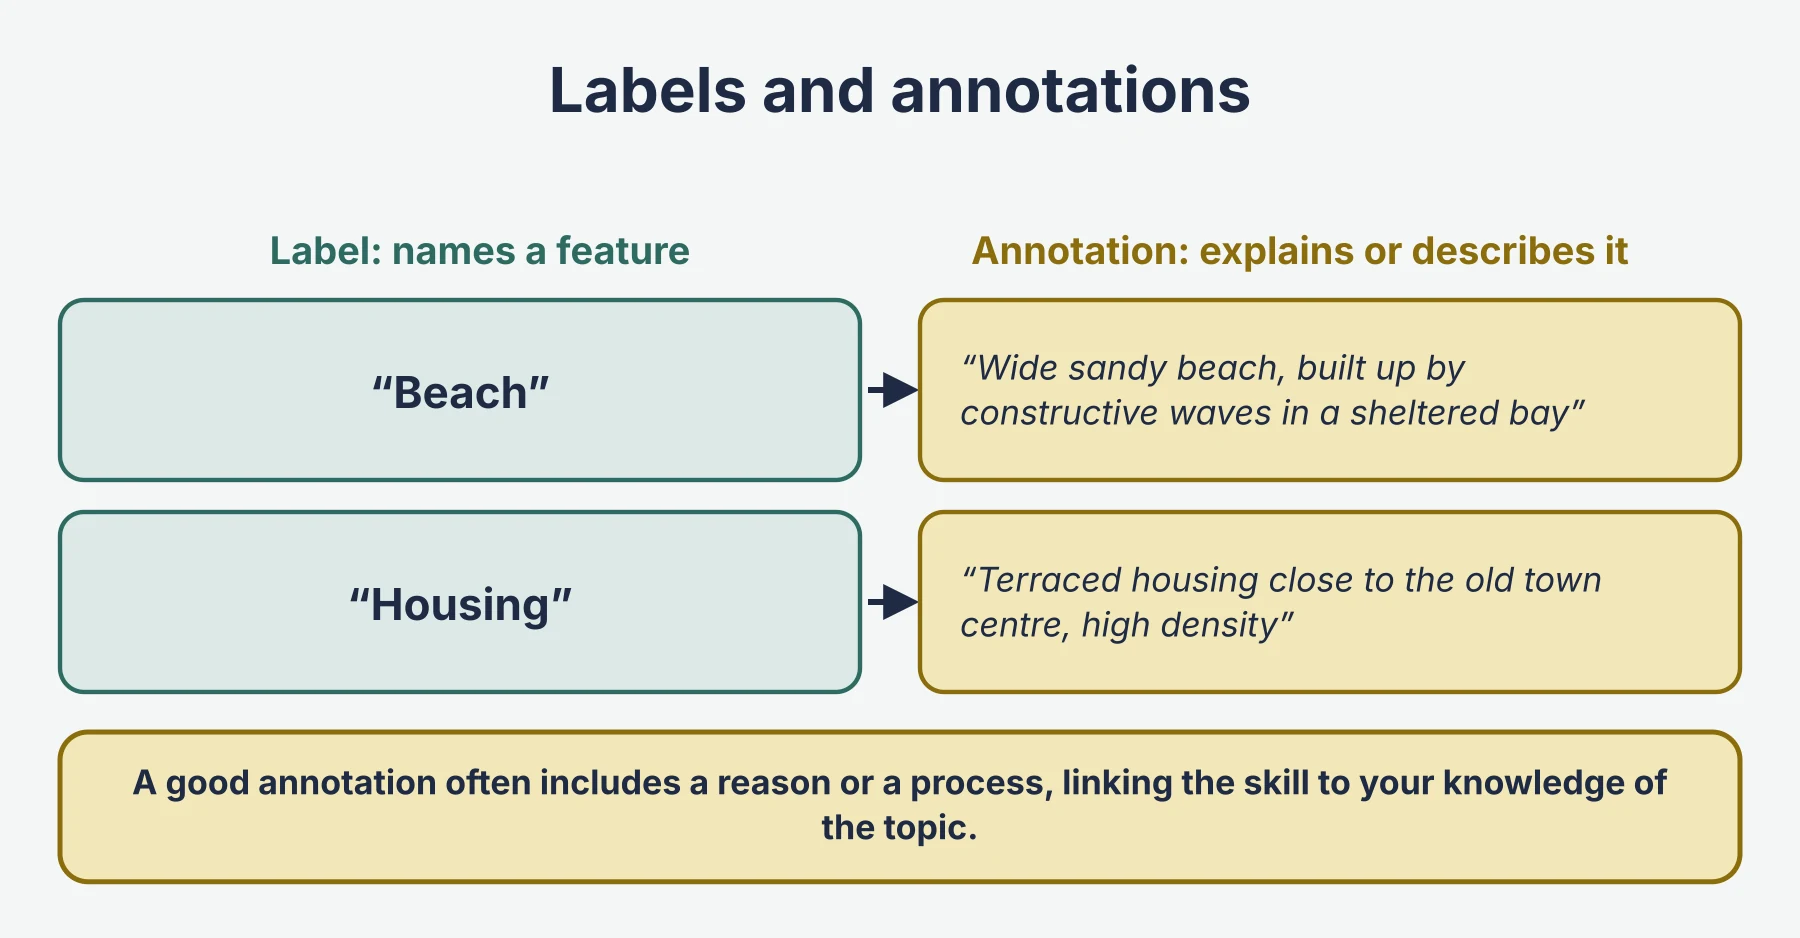 Labels and annotations
Label: names a feature
Annotation: explains or describes it
“Beach”
“Wide sandy beach, built up by
constructive waves in a sheltered bay”
“Housing”
“Terraced housing close to the old town
centre, high density”
A good annotation often includes a reason or a process, linking the skill to your knowledge of
the topic.